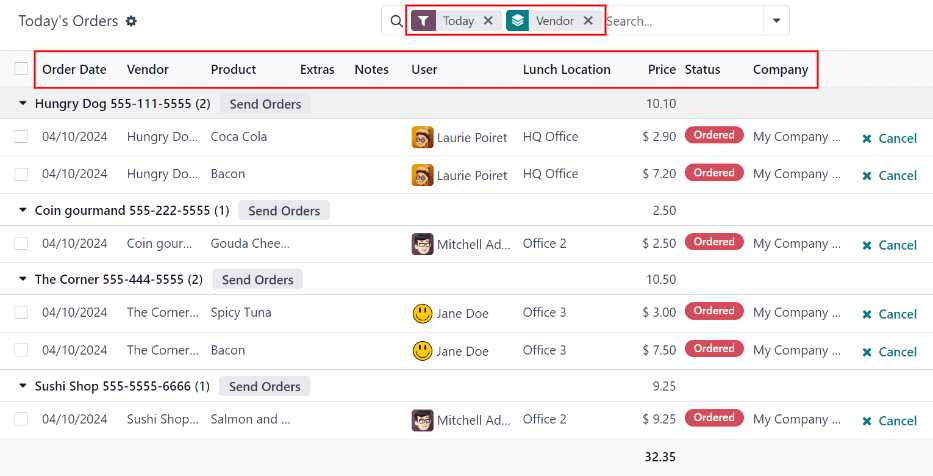 Today's Orders Today Vendor Search...
Order Date Vendor Product Extras Notes User Lunch Location Price Status Company
Hungry Dog 555-111-5555 (2) Send Orders 10.10
04/10/2024 Hungry Do... Coca Cola Laurie Poiret HQ Office $ 2.90 Ordered My Company ... Cancel
04/10/2024 Hungry Do... Bacon Laurie Poiret HQ Office $ 7.20 Ordered My Company ... Cancel
Coin gourmand 555-222-5555 (1) Send Orders 2.50
04/10/2024 Coin gour... Gouda Chee... Mitchell Ad... Office 2 $ 2.50 Ordered My Company ... Cancel
The Corner 555-444-5555 (2) Send Orders 10.50
04/10/2024 The Corner... Spicy Tuna Jane Doe Office 3 $ 3.00 Ordered My Company ... Cancel
04/10/2024 The Corner... Bacon Jane Doe Office 3 $ 7.50 Ordered My Company ... Cancel
Sushi Shop 555-5555-6666 (1) Send Orders 9.25
04/10/2024 Sushi Shop... Salmon and ... Mitchell Ad... Office 2 $ 9.25 Ordered My Company ... Cancel
32.35